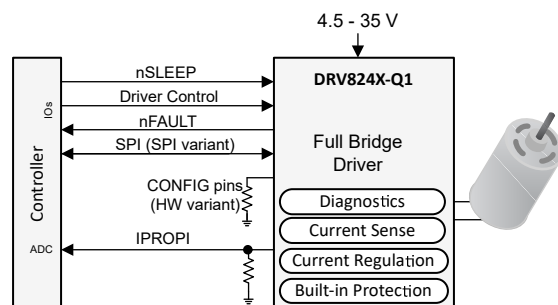 4.5 - 35 V
nSLEEP
DRV824X-Q1
Driver Control
IOs
nFAULT
SPI (SPI variant)
Full Bridge
Driver
Controller
CONFIG pins
(HW variant)
Diagnostics
Current Sense
ADC
IPROPI
Current Regulation
Built-in Protection